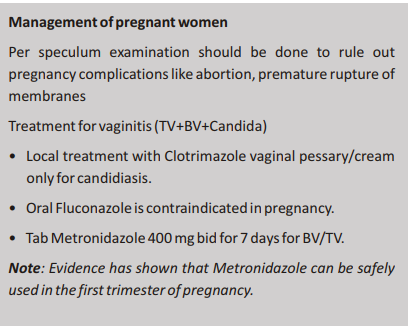 Management of pregnant women
Per speculum examination should be done to rule out
pregnancy complications like abortion, premature rupture of
membranes
Treatment for vaginitis (TV+BV+Candida)
• Local treatment with Clotrimazole vaginal pessary/cream
only for candidiasis.
• Oral Fluconazole is contraindicated in pregnancy.
• Tab Metronidazole 400 mg bid for 7 days for BV/TV.
Note: Evidence has shown that Metronidazole can be safely
used in the first trimester of pregnancy.